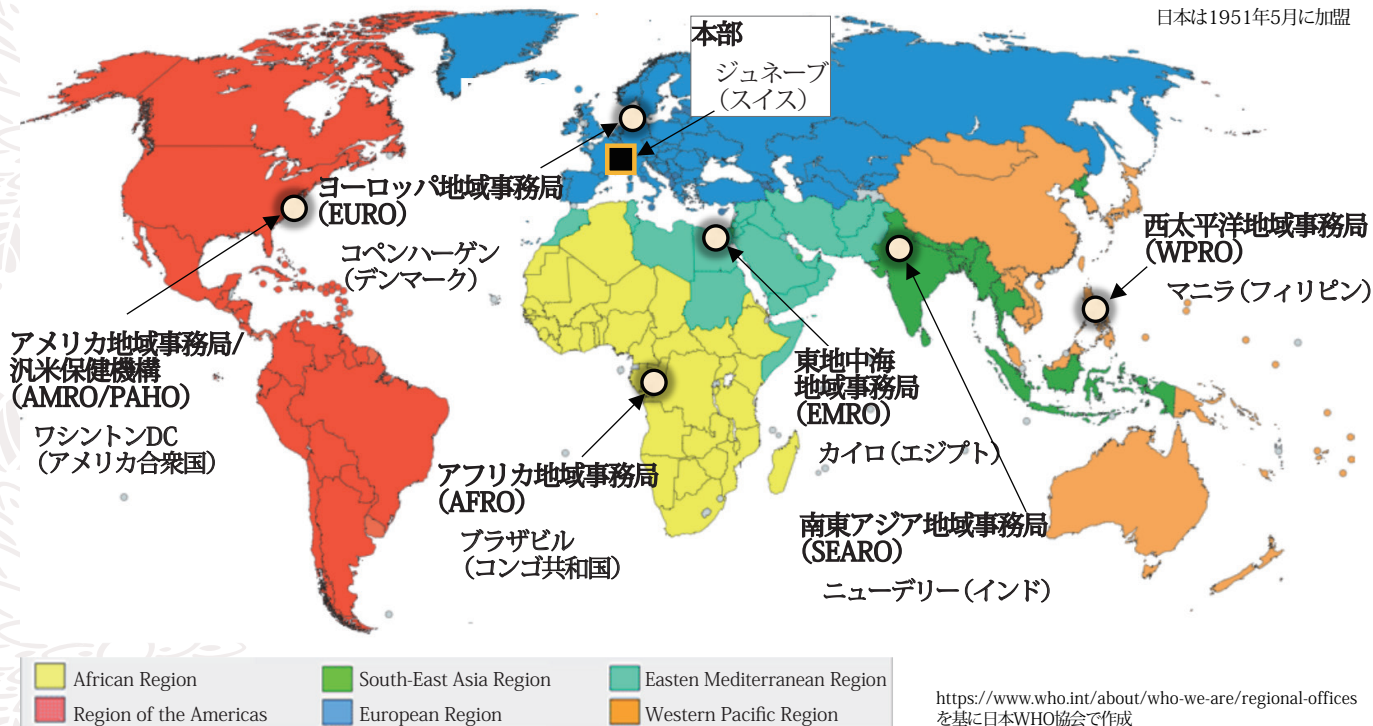 日本は1951年5月に加盟
本部
ジュネーブ
（スイス）
ヨーロッパ地域事務局
(EURO)
コペンハーゲン
（デンマーク）
西太平洋地域事務局
(WPRO)
マニラ（フィリピン）
アメリカ地域事務局/
汎米保健機構
(AMRO/PAHO)
ワシントンDC
（アメリカ合衆国）
東地中海
地域事務局
(EMRO)
カイロ（エジプト）
アフリカ地域事務局
(AFRO)
ブラザビル
（コンゴ共和国）
南東アジア地域事務局
(SEARO)
ニューデリー（インド）
African Region
South-East Asia Region
Easten Mediterranean Region
Region of the Americas
European Region
Western Pacific Region
https://www.who.int/about/who-we-are/regional-offices
を基に日本WHO協会で作成